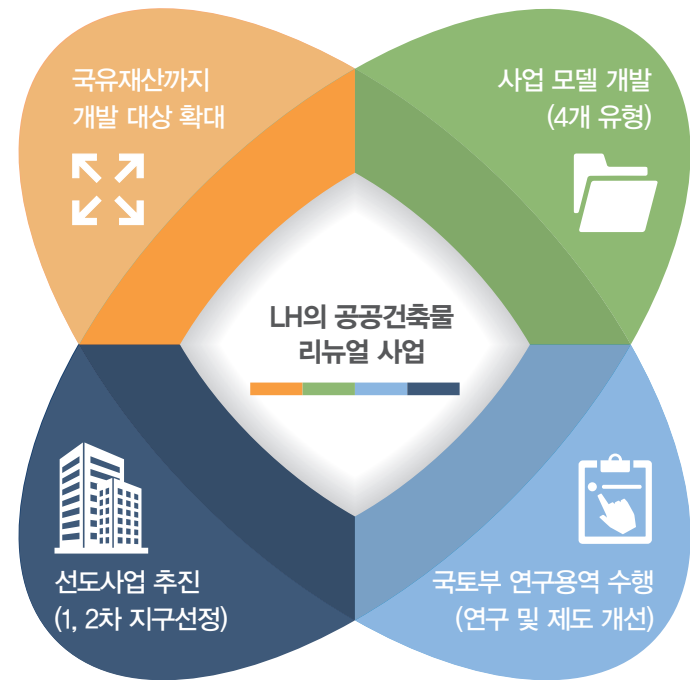 국유재산까지
개발 대상 확대
사업 모델 개발
(4개 유형)
LH의 공공건축물
리뉴얼 사업
선도사업 추진
(1, 2차 지구선정)
국토부 연구용역 수행
(연구 및 제도 개선)